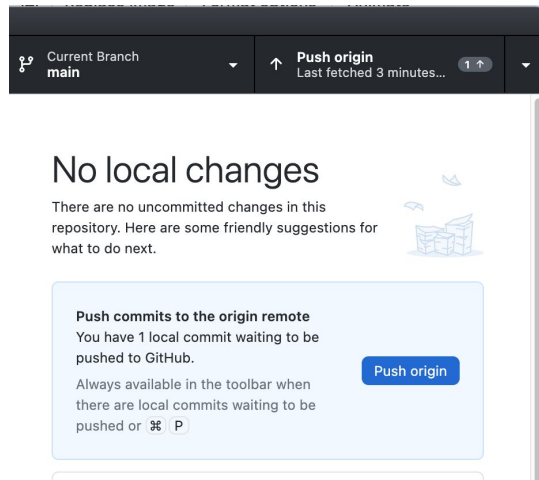 Current Branch
main
Push origin
Last fetched 3 minutes...
1
No local changes
There are no uncommitted changes in this
repository. Here are some friendly suggestions for
what to do next.
Push commits to the origin remote
You have 1 local commit waiting to be
pushed to GitHub.
Push origin
Always available in the toolbar when
there are local commits waiting to be
pushed or ⌘ P